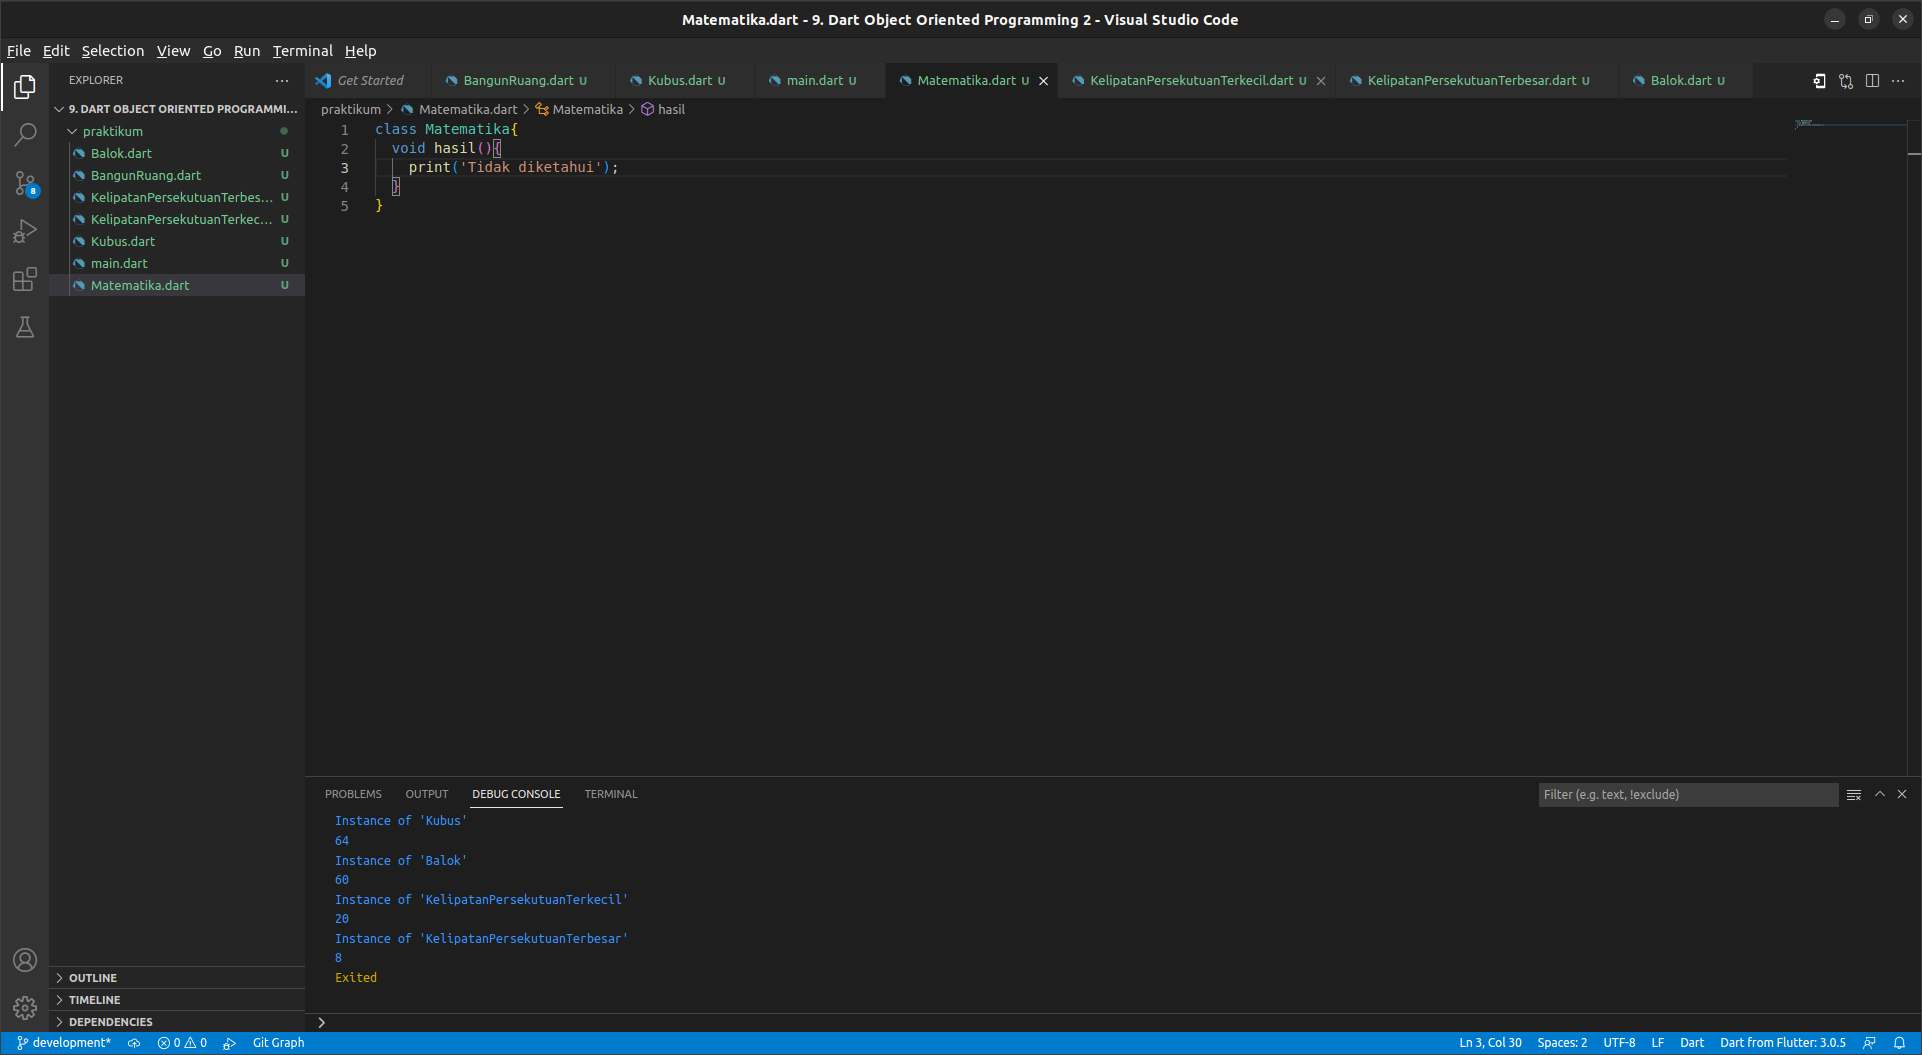 Matematika.dart - 9. Dart Object Oriented Programming 2 - Visual Studio Code
File Edit Selection View Go Run Terminal Help
EXPLORER
9. DART OBJECT ORIENTED PROGRAMMI...
praktikum
Balok.dart U
BangunRuang.dart U
KelipatanPersekutuanTerbes... U
KelipatanPersekutuanTerkec... U
Kubus.dart U
main.dart U
Matematika.dart U
OUTLINE
TIMELINE
DEPENDENCIES
8
Get Started BangunRuang.dart U Kubus.dart U main.dart U Matematika.dart U KelipatanPersekutuanTerkecil.dart U KelipatanPersekutuanTerbesar.dart U Balok.dart U
praktikum > Matematika.dart > Matematika > hasil
1 class Matematika{
2 void hasil(){
3 print('Tidak diketahui');
4 }
5 }
PROBLEMS OUTPUT DEBUG CONSOLE TERMINAL
Filter (e.g. text, !exclude)
Instance of 'Kubus'
64
Instance of 'Balok'
60
Instance of 'KelipatanPersekutuanTerkecil'
20
Instance of 'KelipatanPersekutuanTerbesar'
8
Exited
>
development* 0 0 Git Graph Ln 3, Col 30 Spaces: 2 UTF-8 LF Dart Dart from Flutter: 3.0.5